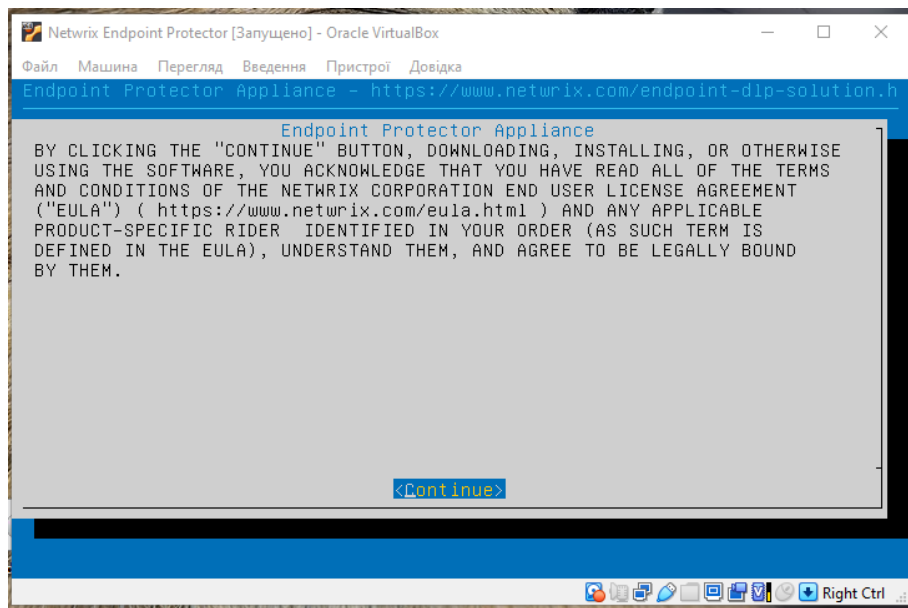 Netwrix Endpoint Protector [Запущено] - Oracle VirtualBox
Файл Машина Перегляд Введення Пристрої Довідка
Endpoint Protector Appliance - https://www.netwrix.com/endpoint-dlp-solution.h
Endpoint Protector Appliance
BY CLICKING THE "CONTINUE" BUTTON, DOWNLOADING, INSTALLING, OR OTHERWISE
USING THE SOFTWARE, YOU ACKNOWLEDGE THAT YOU HAVE READ ALL OF THE TERMS
AND CONDITIONS OF THE NETWRIX CORPORATION END USER LICENSE AGREEMENT
("EULA") ( https://www.netwrix.com/eula.html ) AND ANY APPLICABLE
PRODUCT-SPECIFIC RIDER  IDENTIFIED IN YOUR ORDER (AS SUCH TERM IS
DEFINED IN THE EULA), UNDERSTAND THEM, AND AGREE TO BE LEGALLY BOUND
BY THEM.
<Continue>
Right Ctrl